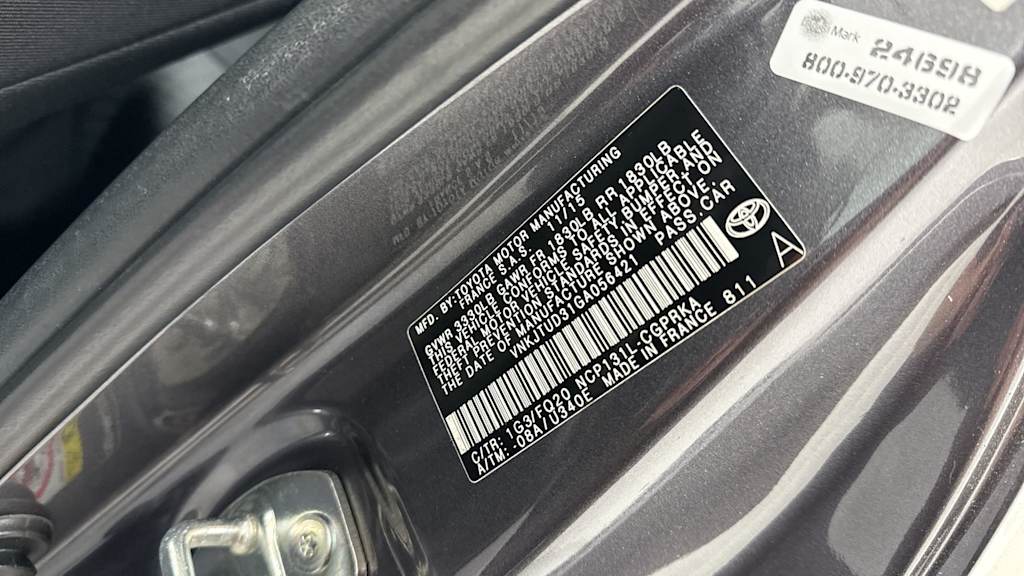 Mark 24698
800-970-3302
MFD. BY-TOYOTA MOTOR MANUFACTURING
FRANCE S.A.S. 11/15
GVWR 3330LB GAWR FR 1830LB RR 1830LB
THIS VEHICLE CONFORMS TO ALL APPLICABLE
FEDERAL MOTOR VEHICLE SAFETY, BUMPER AND
THEFT PREVENTION STANDARDS IN EFFECT ON
THE DATE OF MANUFACTURE SHOWN ABOVE.
VNKJTUD31GA056421 PASS.CAR
C/TR: 1G3/FQ20 NCP131L-CGPRKA
A/TM: -08A/U340E MADE IN FRANCE 811
A